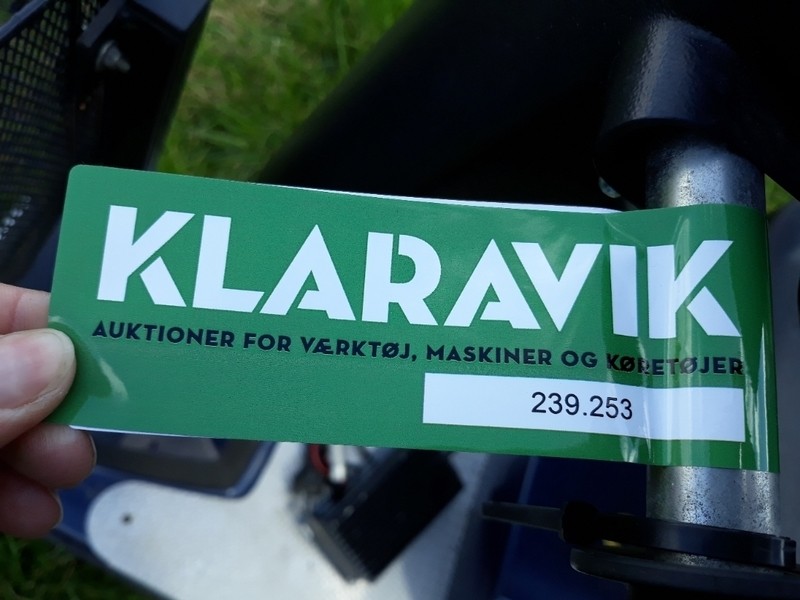 KLARAVIK
AUKTIONER FOR VÆRKTØJ, MASKINER OG KØRETØJER
239.253